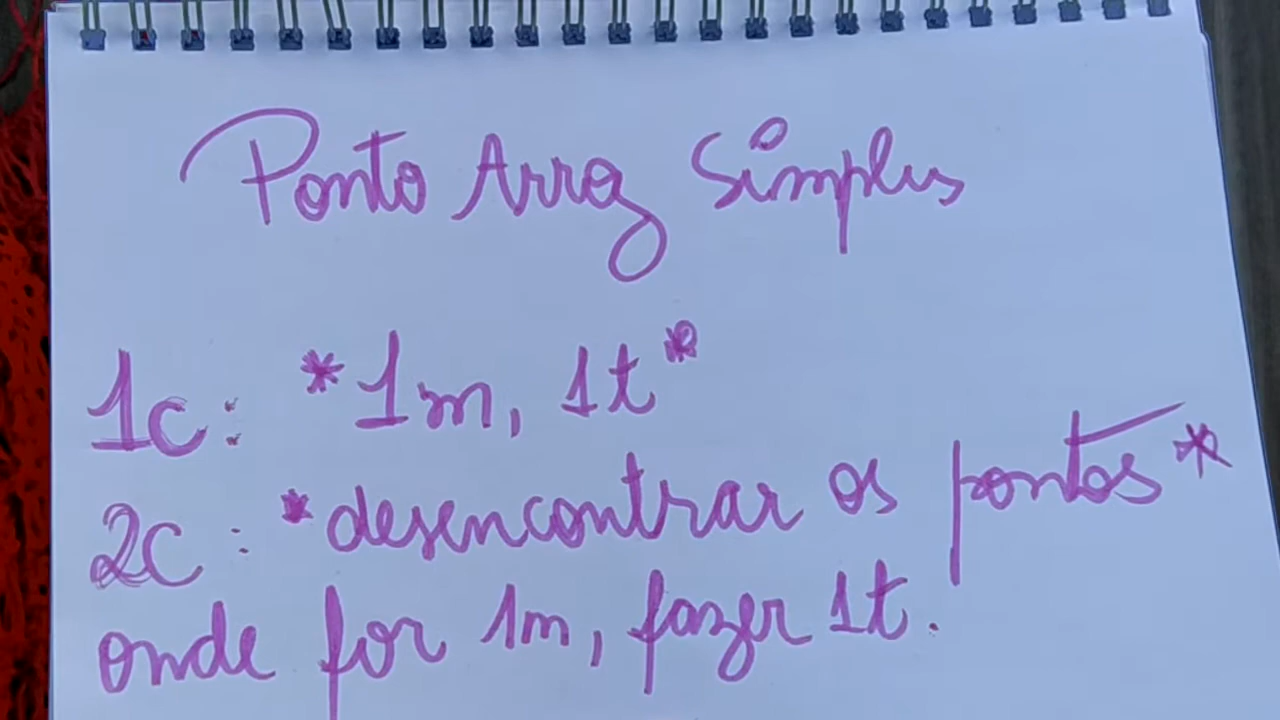 Ponto Arroz Simples
1c: *1m, 1t*
2c: *desencontrar os pontos*
onde for 1m, fazer 1t.